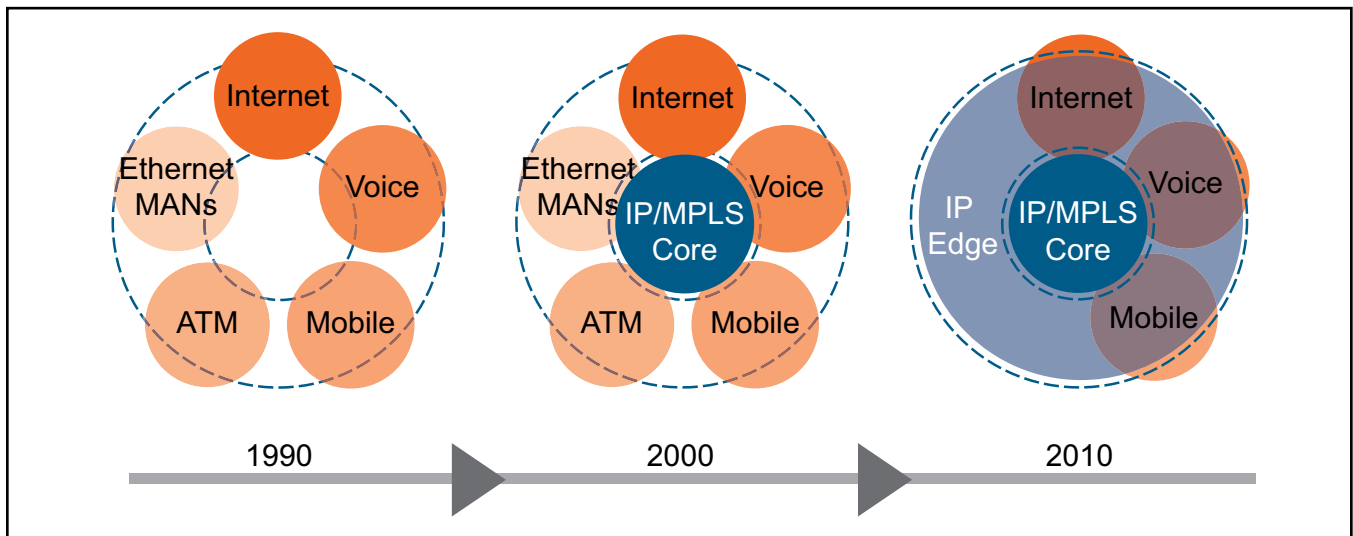 Internet
Ethernet
MANs
Voice
ATM
Mobile
1990
Internet
Ethernet
MANs
IP/MPLS
Core
Voice
ATM
Mobile
2000
Internet
IP
Edge
IP/MPLS
Core
Voice
Mobile
2010